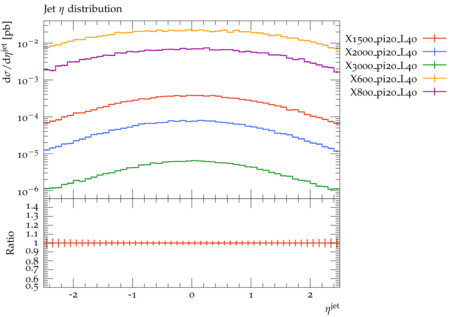 Jet η distribution
dσ/dη^jet [pb]
10⁻²
10⁻³
10⁻⁴
10⁻⁵
10⁻⁶
X1500_pi20_L40
X2000_pi20_L40
X3000_pi20_L40
X600_pi20_L40
X800_pi20_L40
Ratio
1.4
1.3
1.2
1.1
1
0.9
0.8
0.7
0.6
0.5
-2 -1 0 1 2
η^jet